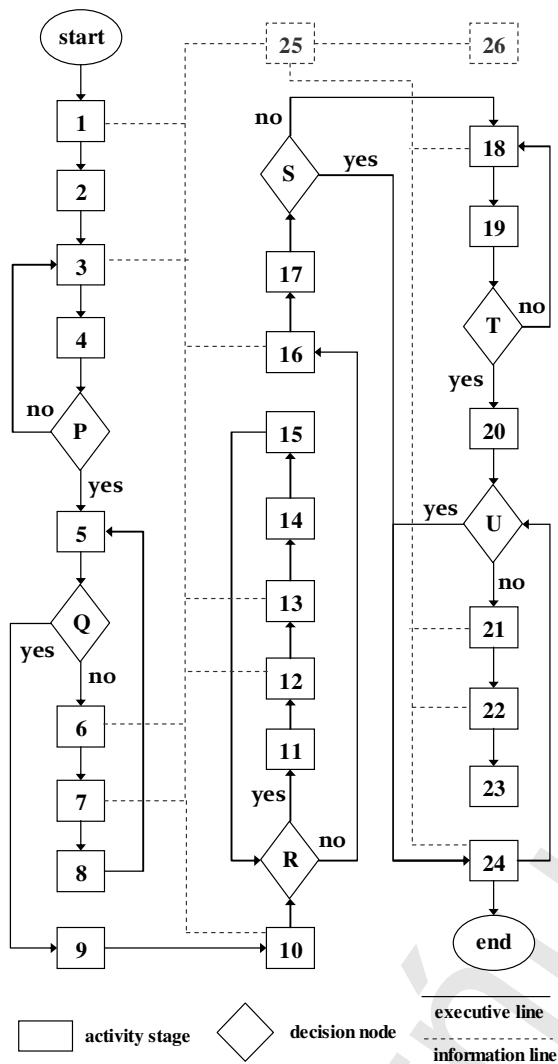 start
1
2
3
4
no
P
yes
5
Q
yes
no
6
7
8
9
25
26
no
S
yes
17
16
15
14
13
12
11
yes
R
no
10
18
19
T
no
yes
20
yes
U
no
21
22
23
24
end
activity stage
decision node
executive line
information line